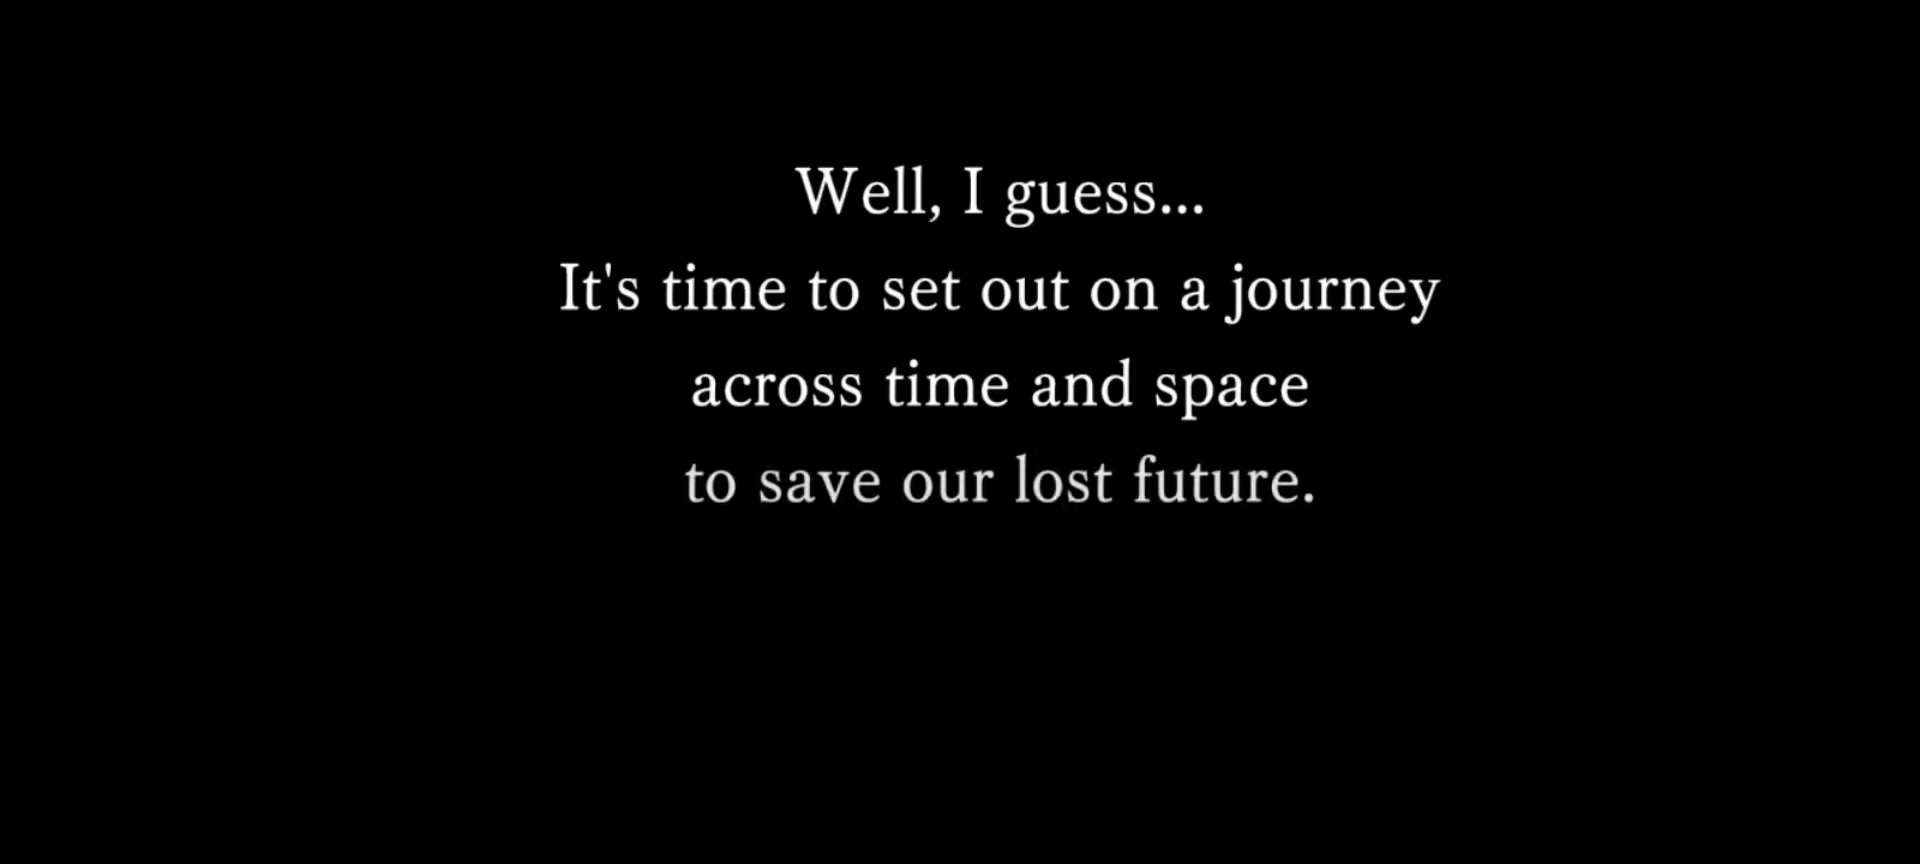 Well, I guess...
It's time to set out on a journey
across time and space
to save our lost future.